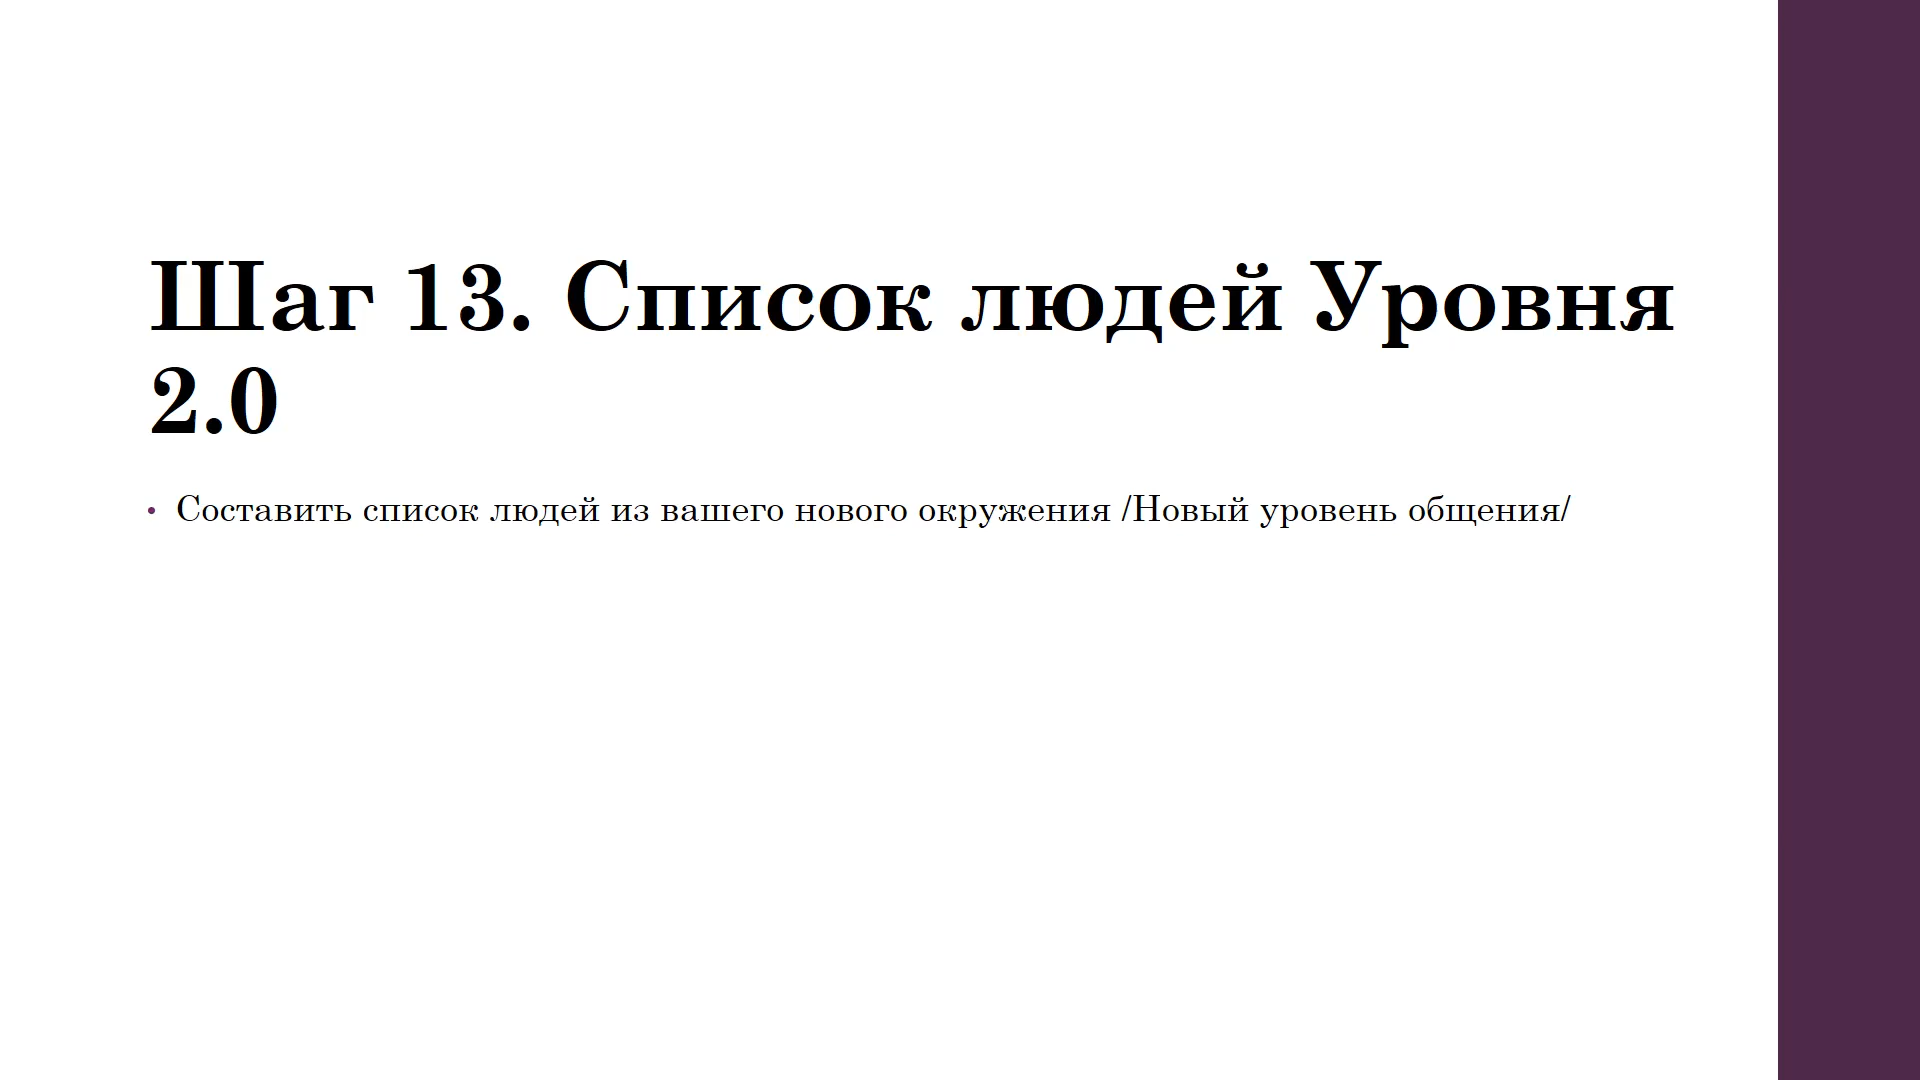 Шаг 13. Список людей Уровня
2.0
• Составить список людей из вашего нового окружения /Новый уровень общения/